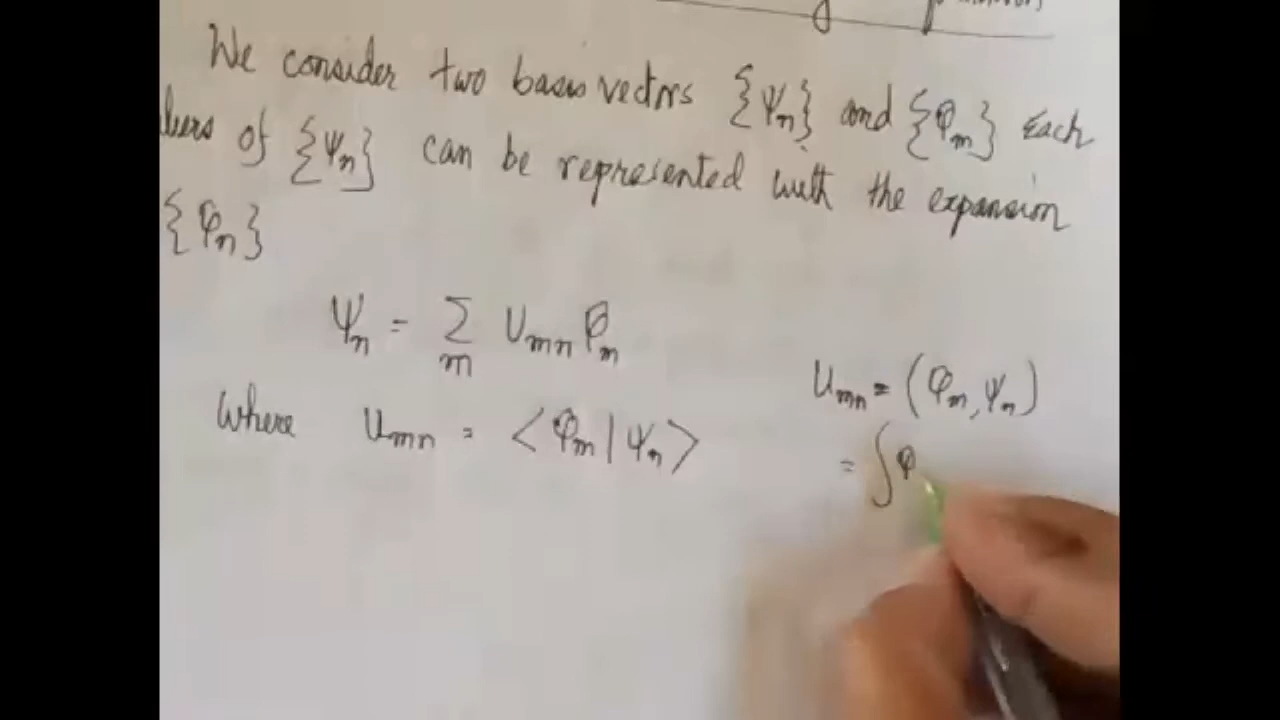 We consider two basis vectors {Ψn} and {φm} Each
of {Ψn} can be represented with the expansion
{φn}
Ψn = Σm Umn φm
Umn = (φm, Ψn)
Where Umn = <φm|Ψn>
= ∫φ